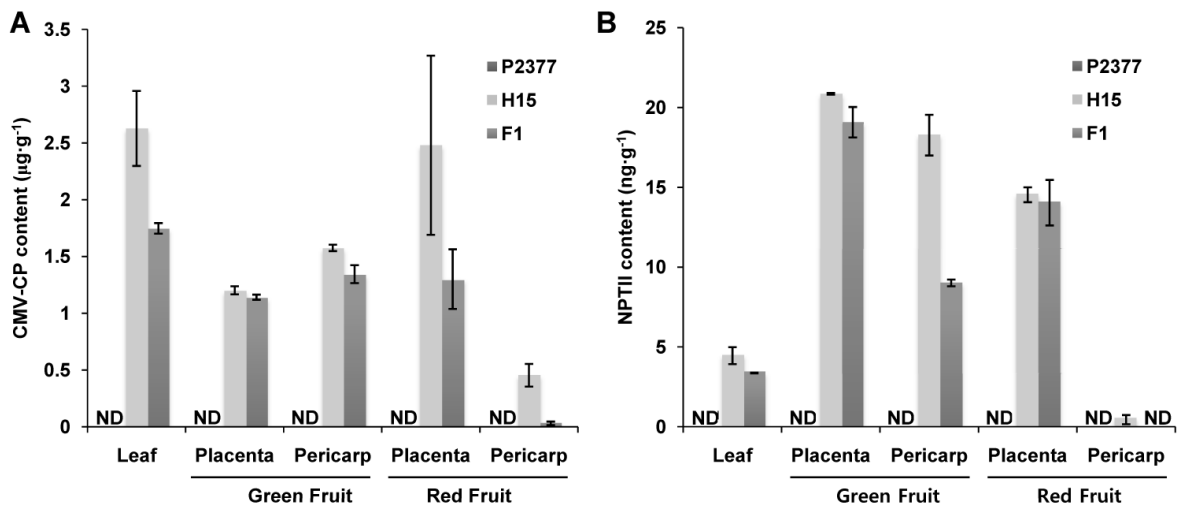 A
CMV-CP content (μg·g-1)
3.5
3
2.5
2
1.5
1
0.5
0
P2377
H15
F1
ND ND ND ND ND
Leaf Placenta Pericarp Placenta Pericarp
Green Fruit Red Fruit
B
NPTII content (ng·g-1)
25
20
15
10
5
0
P2377
H15
F1
ND ND ND ND ND ND
Leaf Placenta Pericarp Placenta Pericarp
Green Fruit Red Fruit